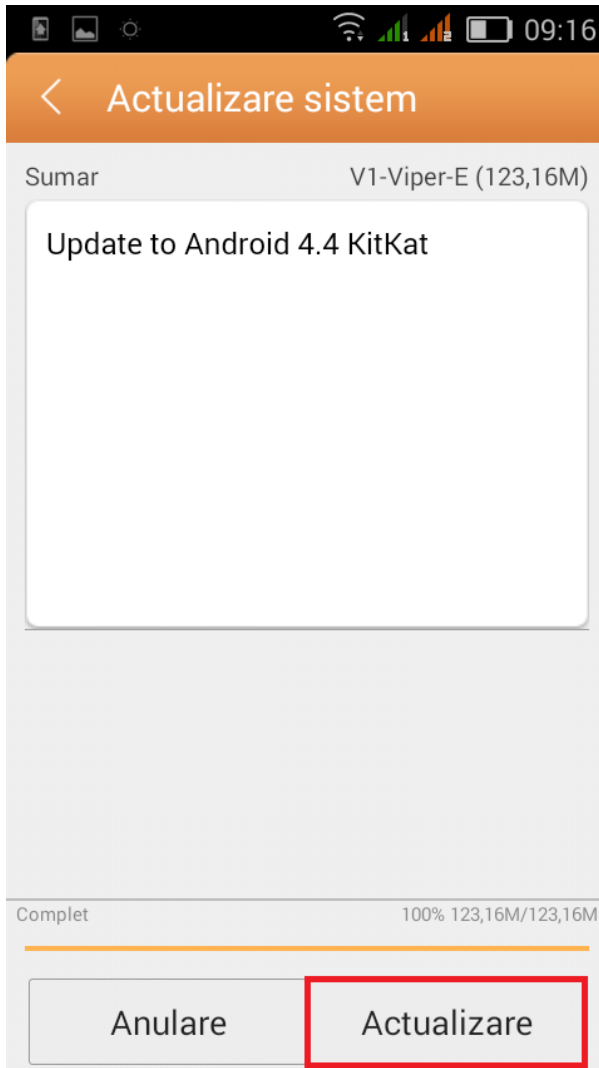 09:16
Actualizare sistem
Sumar V1-Viper-E (123,16M)
Update to Android 4.4 KitKat
Complet 100% 123,16M/123,16M
Anulare Actualizare